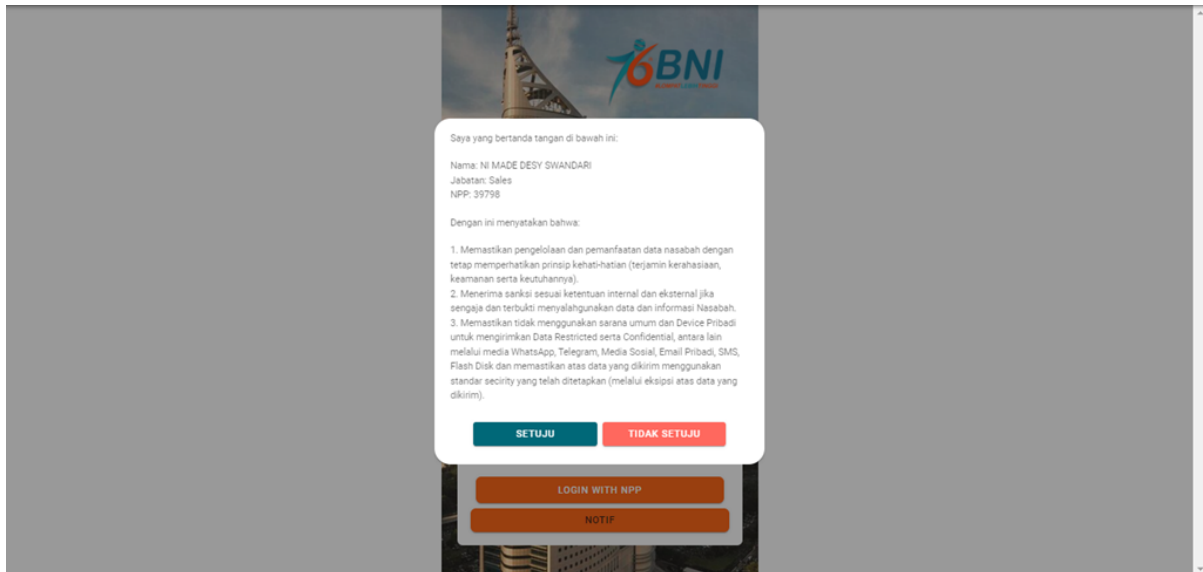 76 BNI
Saya yang bertanda tangan di bawah ini:
Nama: NI MADE DESY SWANDARI
Jabatan: Sales
NPP: 39798
Dengan ini menyatakan bahwa:
1. Memastikan pengelolaan dan pemanfaatan data nasabah dengan
tetap memperhatikan prinsip kehati-hatian (terjamin kerahasiaan,
keamanan serta keutuhannya).
2. Menerima sanksi sesuai ketentuan internal dan eksternal jika
sengaja dan terbukti menyalahgunakan data dan informasi Nasabah.
3. Memastikan tidak menggunakan sarana umum dan Device Pribadi
untuk mengirimkan Data Restricted serta Confidential, antara lain
melalui media WhatsApp, Telegram, Media Sosial, Email Pribadi, SMS,
Flash Disk dan memastikan atas data yang dikirim menggunakan
standar secirity yang telah ditetapkan (melalui eksipsi atas data yang
dikirim).
SETUJU
TIDAK SETUJU
LOGIN WITH NPP
NOTIF